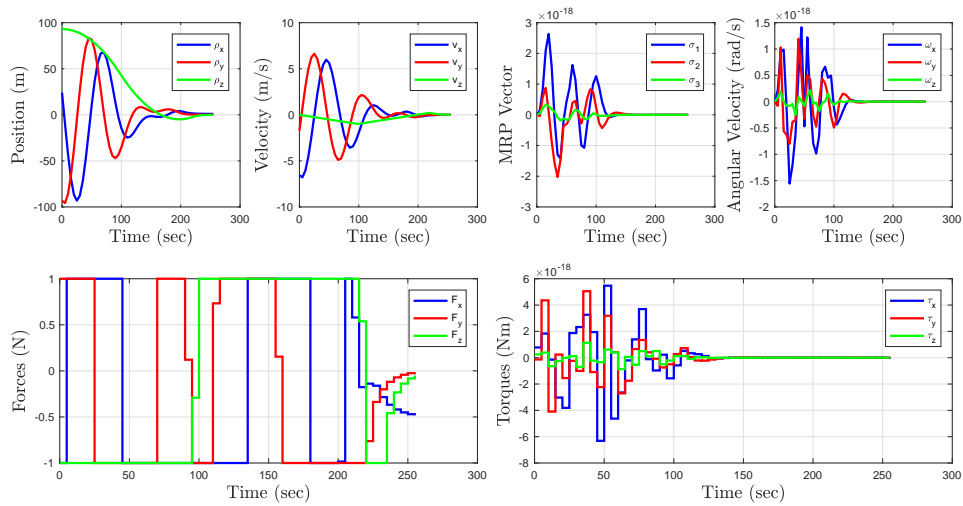 100
50
0
-50
-100
0
100
200
300
Position (m)
Time (sec)
ρx
ρy
ρz
10
5
0
-5
-10
0
100
200
300
Velocity (m/s)
Time (sec)
vx
vy
vz
×10-18
3
2
1
0
-1
-2
-3
0
100
200
300
MRP Vector
Time (sec)
σ1
σ2
σ3
×10-18
1.5
1
0.5
0
-0.5
-1
-1.5
-2
0
100
200
300
Angular Velocity (rad/s)
Time (sec)
ωx
ωy
ωz
1
0.5
0
-0.5
-1
0
50
100
150
200
250
300
Forces (N)
Time (sec)
Fx
Fy
Fz
×10-18
6
4
2
0
-2
-4
-6
-8
0
50
100
150
200
250
300
Torques (Nm)
Time (sec)
τx
τy
τz